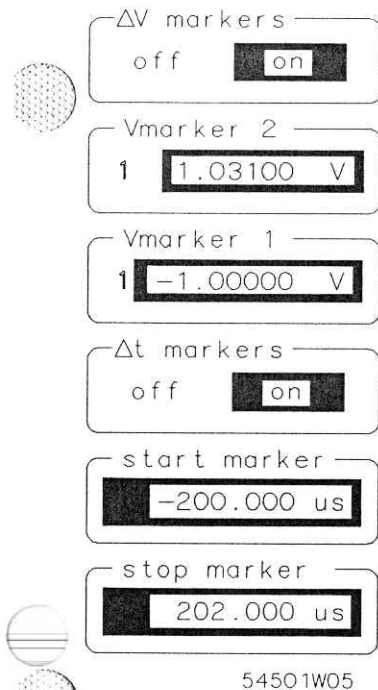 ΔV markers
off on
Vmarker 2
1 1.03100 V
Vmarker 1
1 -1.00000 V
Δt markers
off on
start marker
-200.000 us
stop marker
202.000 us
54501W05